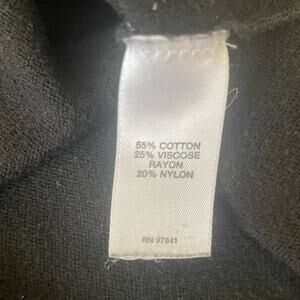 55% COTTON
25% VISCOSE
RAYON
20% NYLON
RN 97841